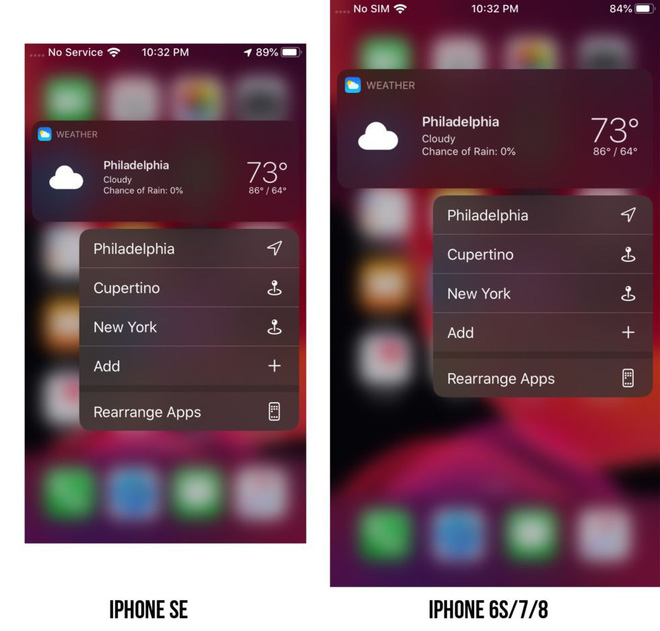 No Service 10:32 PM 89%
WEATHER
Philadelphia
Cloudy
Chance of Rain: 0%
73°
86° / 64°
Philadelphia
Cupertino
New York
Add
Rearrange Apps
IPHONE SE
No SIM 10:32 PM 84%
WEATHER
Philadelphia
Cloudy
Chance of Rain: 0%
73°
86° / 64°
Philadelphia
Cupertino
New York
Add
Rearrange Apps
IPHONE 6S/7/8